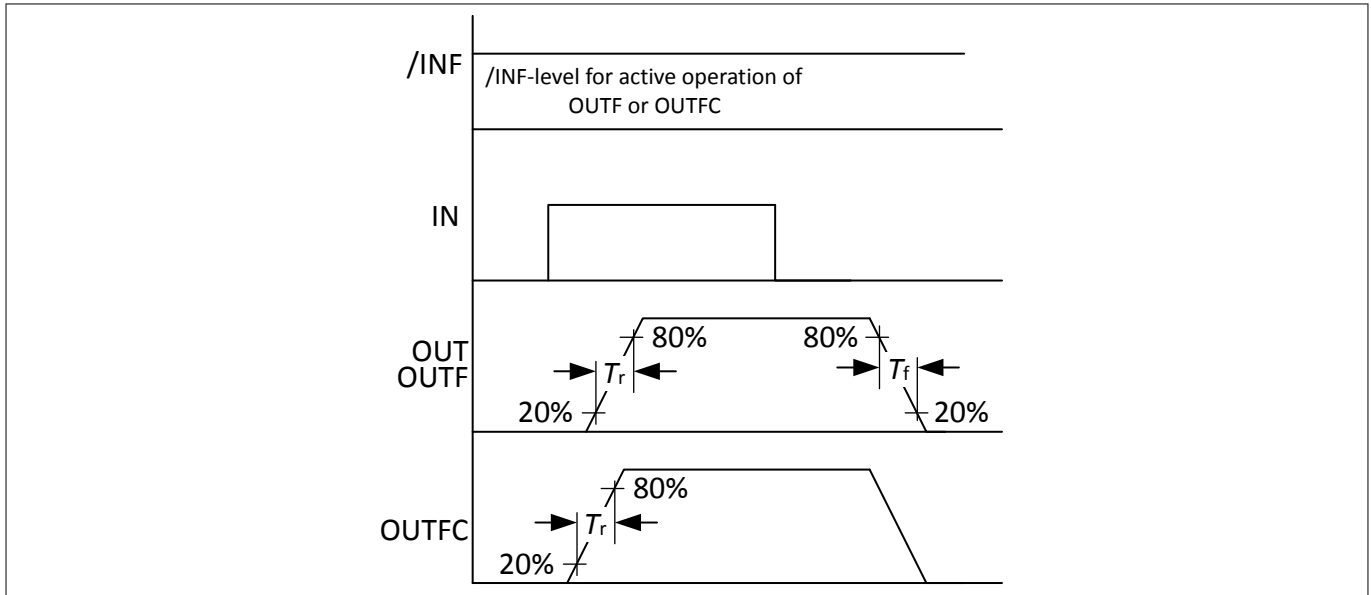 /INF
/INF-level for active operation of
OUTF or OUTFC
IN
OUT
OUTF
80%
80%
Tr
Tf
20%
20%
OUTFC
80%
Tr
20%